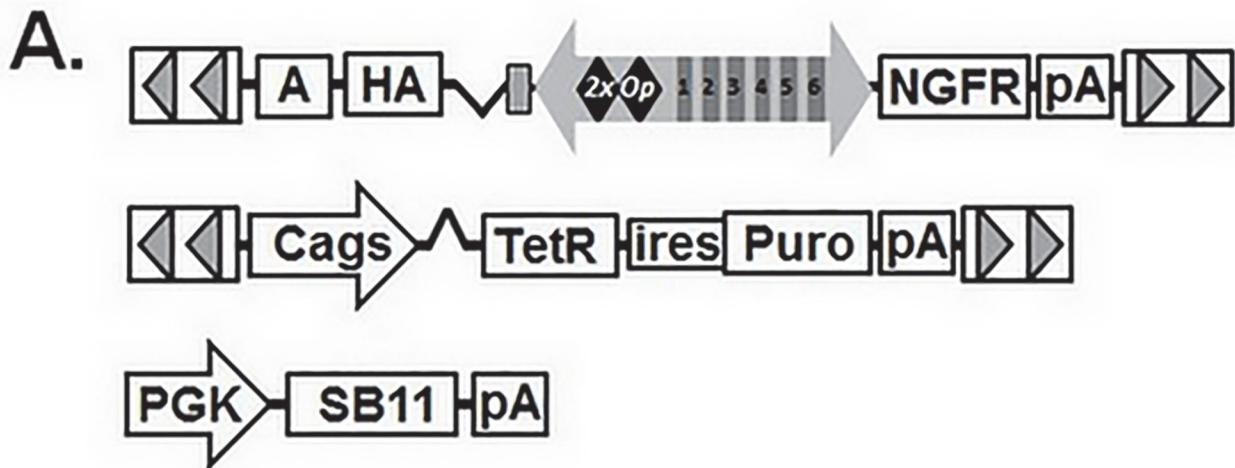 A.
A HA 2x Op 1 2 3 4 5 6 NGFR pA
Cags TetR ires Puro pA
PGK SB11 pA